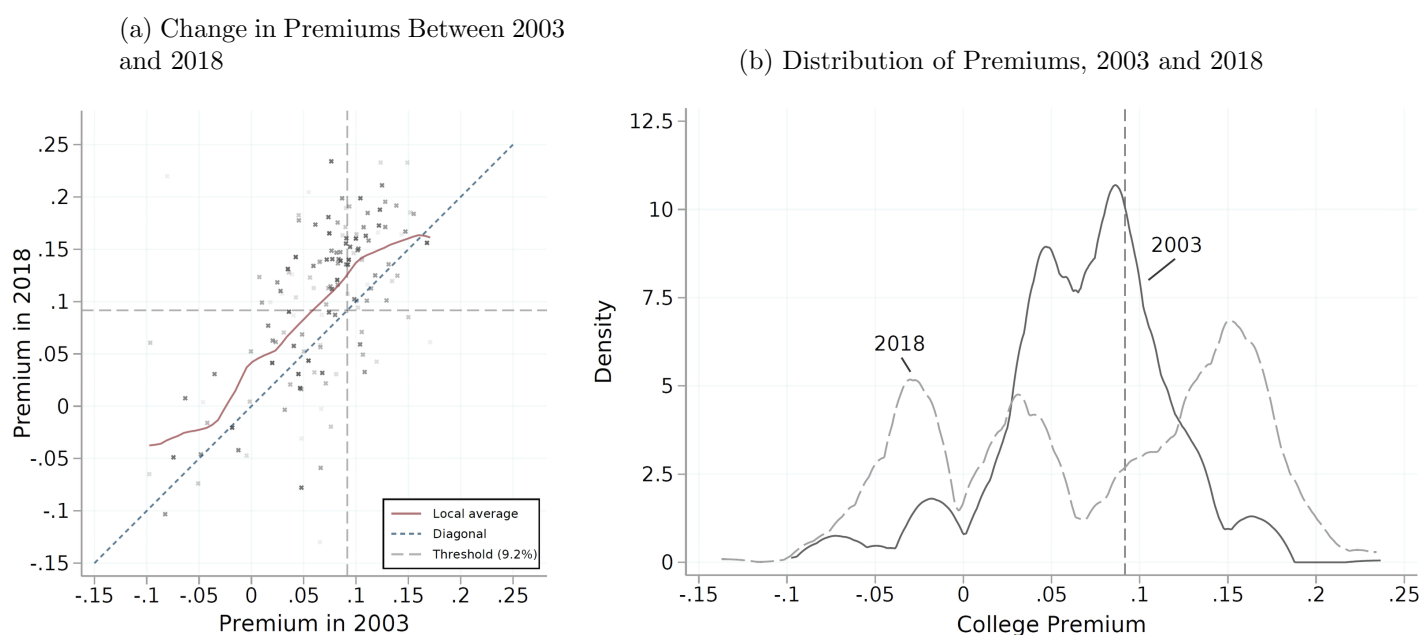 (a) Change in Premiums Between 2003
and 2018
.25
.2
.15
.1
.05
0
-.05
-.1
-.15
Premium in 2018
Local average
Diagonal
Threshold (9.2%)
-.15 -.1 -.05 0 .05 .1 .15 .2 .25
Premium in 2003
(b) Distribution of Premiums, 2003 and 2018
12.5
10
7.5
5
2.5
0
Density
2003
2018
-.15 -.1 -.05 0 .05 .1 .15 .2 .25
College Premium